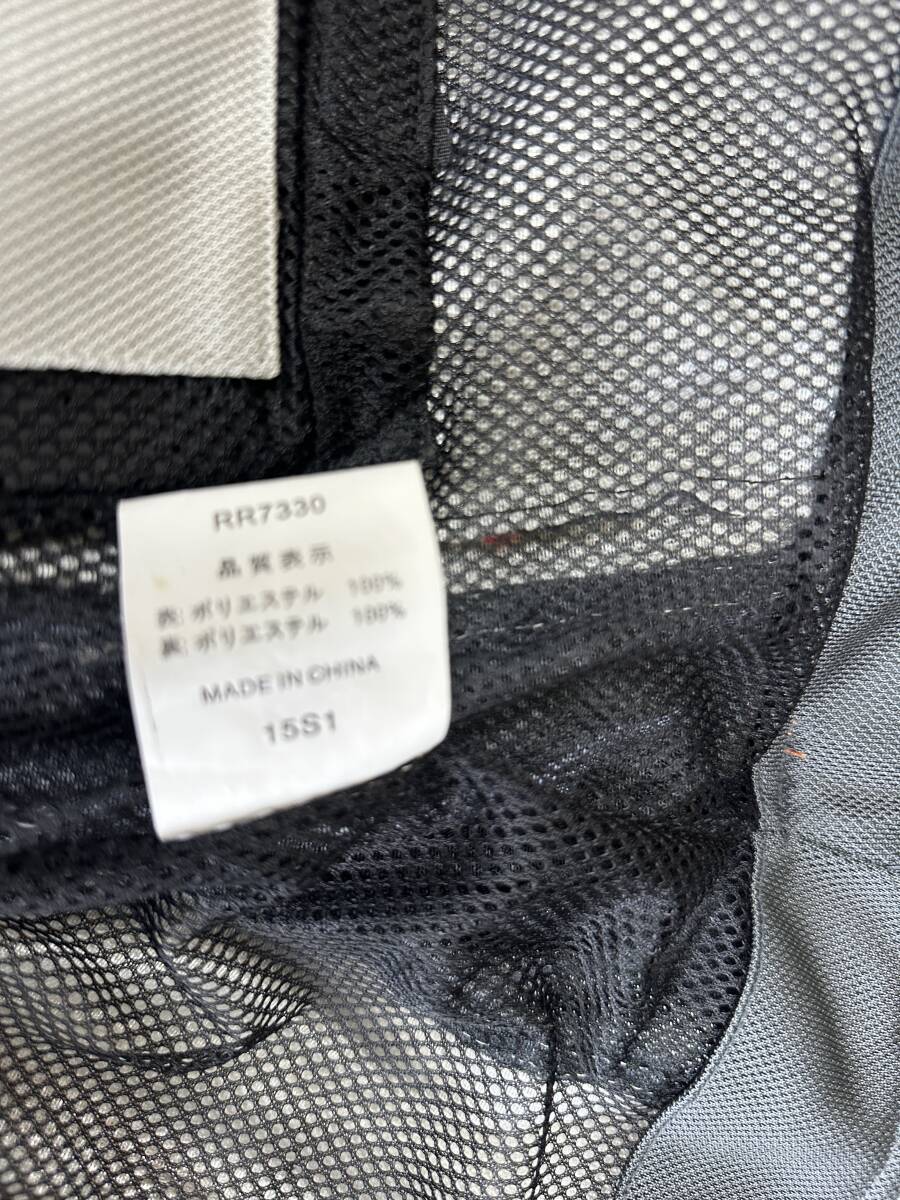 RR7330
品質表示
表:ポリエステル 100%
裏:ポリエステル 100%
MADE IN CHINA
15S1